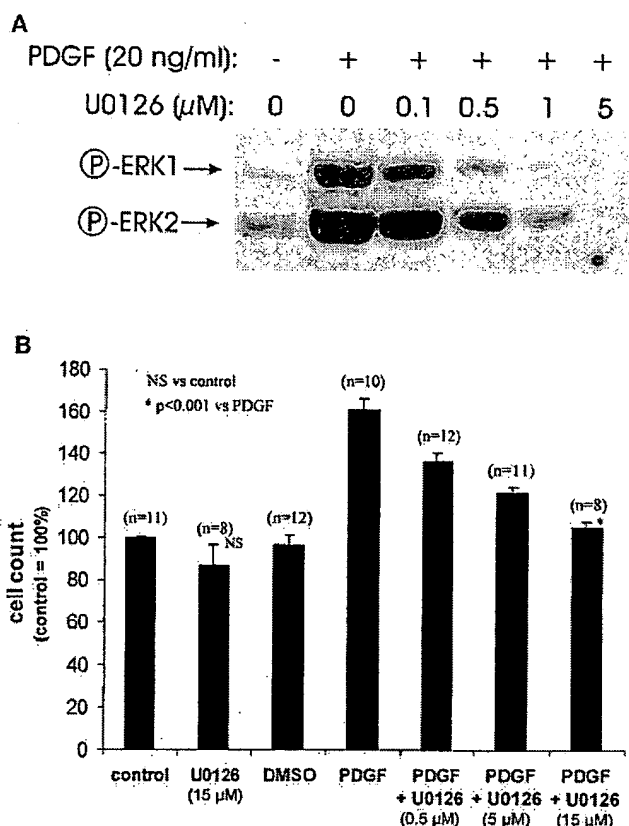 A
PDGF (20 ng/ml): - + + + + +
U0126 (µM): 0 0 0.1 0.5 1 5
Ⓟ-ERK1→
Ⓟ-ERK2→
B
NS vs control
* p<0.001 vs PDGF
cell count
(control = 100%)
180
160
140
120
100
80
60
40
20
0
(n=11)
(n=8)
NS
(n=12)
(n=10)
(n=12)
(n=11)
(n=8)
*
control U0126 DMSO PDGF PDGF PDGF PDGF
(15 µM) + U0126 + U0126 + U0126
(0.5 µM) (5 µM) (15 µM)